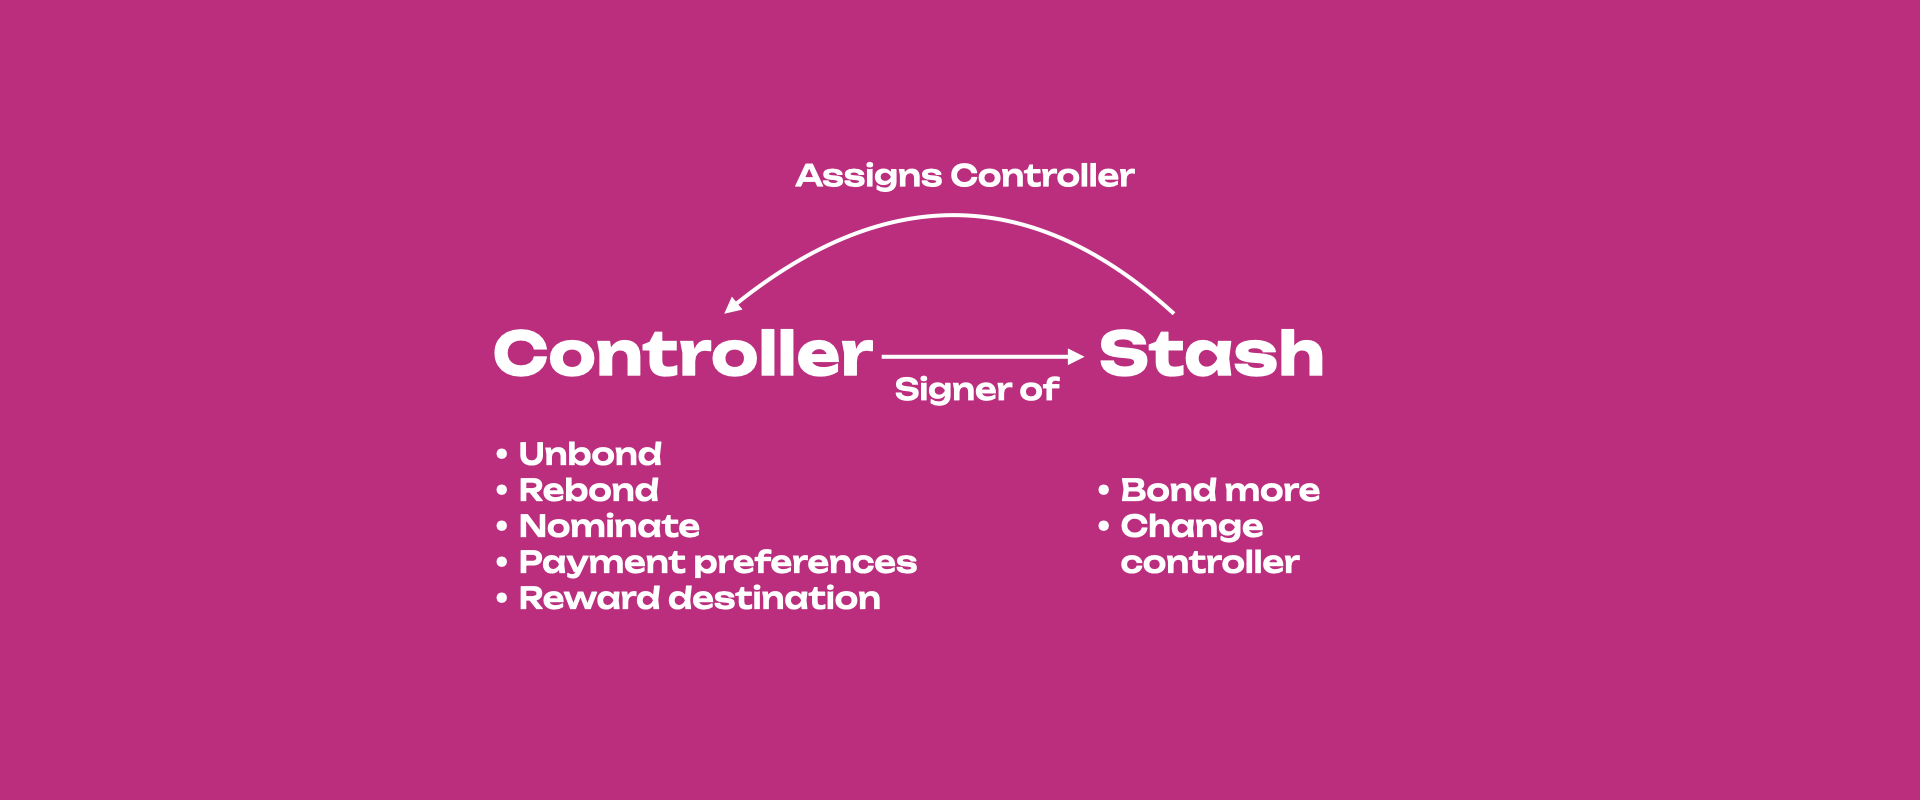 Assigns Controller
Controller
Signer of
Stash
• Unbond
• Rebond
• Nominate
• Payment preferences
• Reward destination
• Bond more
• Change
controller